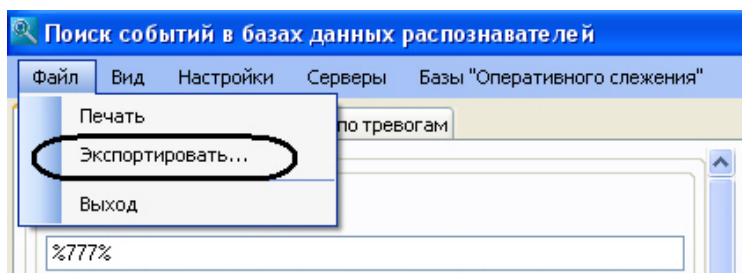 Поиск событий в базах данных распознавателей
Файл Вид Настройки Серверы Базы "Оперативного слежения"
Печать
по тревогам
Экспортировать...
Выход
%777%